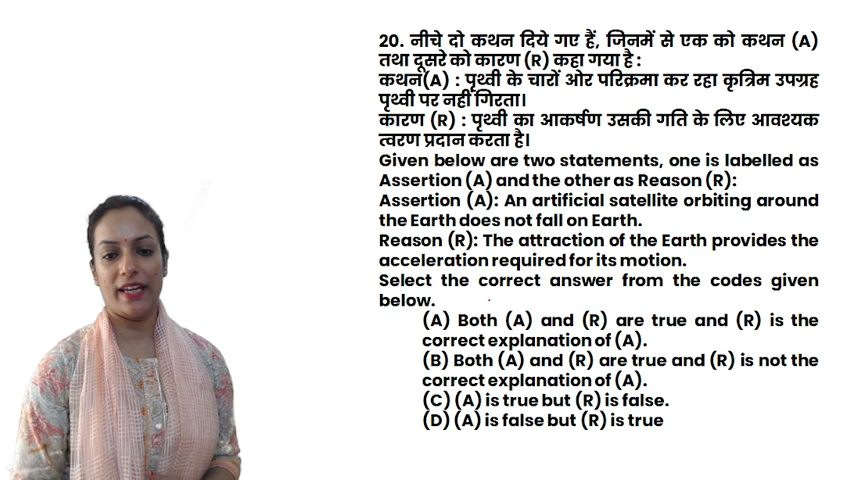 20. नीचे दो कथन दिये गए हैं, जिनमें से एक को कथन (A)
तथा दूसरे को कारण (R) कहा गया है :
कथन(A) : पृथ्वी के चारों ओर परिक्रमा कर रहा कृत्रिम उपग्रह
पृथ्वी पर नहीं गिरता।
कारण (R) : पृथ्वी का आकर्षण उसकी गति के लिए आवश्यक
त्वरण प्रदान करता है।
Given below are two statements, one is labelled as
Assertion (A) and the other as Reason (R):
Assertion (A): An artificial satellite orbiting around
the Earth does not fall on Earth.
Reason (R): The attraction of the Earth provides the
acceleration required for its motion.
Select the correct answer from the codes given
below.
(A) Both (A) and (R) are true and (R) is the
correct explanation of (A).
(B) Both (A) and (R) are true and (R) is not the
correct explanation of (A).
(C) (A) is true but (R) is false.
(D) (A) is false but (R) is true